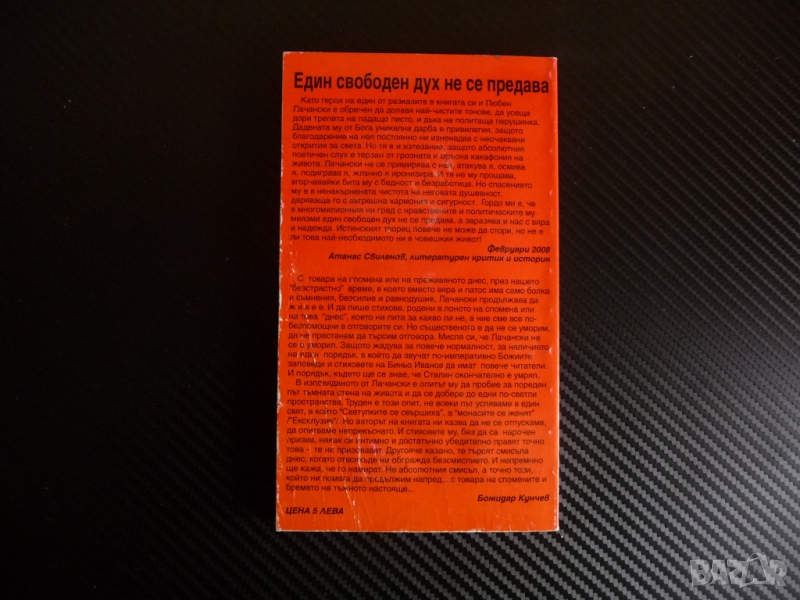 Един свободен дух не се предава
Като героя на един от разказите в книгата си и Любен
Лачански е обречен да долавя най-чистите тонове, да усеща
дори трепета на падащо листо, и дъха на политаща перушинка.
Дадената му от Бога уникална дарба е привилегия, защото
благодарение на нея постоянно ни изненадва с неочаквани
открития за света. Но тя е и изтезание, защото абсолютния
поетичен слух е терзан от грозната и мръсна какафония на
живота. Лачански не се примирява с нея, атакува я, осмива
я, подиграва я, жлъчно я иронизира. И тя не му прощава,
вгорчавайки бита му с бедност и безработица. Но спасението
му е в ненакърнената чистота на неговата душевност,
даряваща го с вътрешна хармония и сигурност. Гордо ми е, че
в многомилионния ни град с нравствените и политическите му
миазми един свободен дух не се предава, а заразява и нас с вяра
и надежда. Истинският творец повече не може да стори, но не е
ли това най-необходимото ни в човешкия живот!
Февруари 2008
Атанас Свиленов, литературен критик и историк
С товара на спомена или на преживяното днес, през нашето
"безстрастно" време, в което вместо вяра и патос има само болка
и съмнения, безсилие и равнодушие, Лачански продължава да
ж и в е е. И да пише стихове, родени в лоното на спомена или
на това "днес", което ни пита за какво ли не, а ние сме все по-
безпомощни в отговорите си. Но същественото е да не се уморим,
да не престанем да търсим отговора. Мисля си, че Лачански не
се е уморил. Защото жадува за повече нормалност, за наличието
на един порядък, в който да звучат по-императивно Божиите
заповеди и стиховете на Биньо Иванов да имат повече читатели.
И порядък, където ще се знае, че Сталин окончателно е умрял.
В изповядваното от Лачански е опитът му да пробие за пореден
път тъмната стена на живота и да се добере до едни по-светли
пространства. Труден е този опит, не всеки път успяваме в един
свят, в който "Светулките се свършиха", а "монасите се женят"
/"Ексклузив"/. Но авторът на книгата ни казва да не се отпускаме,
да опитваме непрекъснато. И стиховете му, без да са нарочен
призив, някак си интимно и достатъчно убедително правят точно
това - те ни призовават. Другояче казано, те търсят смисъла
днес, когато отвсякъде ни обгражда безсмислието. И непременно
ще кажа, че го намират. Не абсолютния смисъл, а точно този,
който ни помага да продължим напред... с товара на спомените и
бремето на тъжното настояще...
Божидар Кунчев
ЦЕНА 5 ЛЕВА
BAZAR